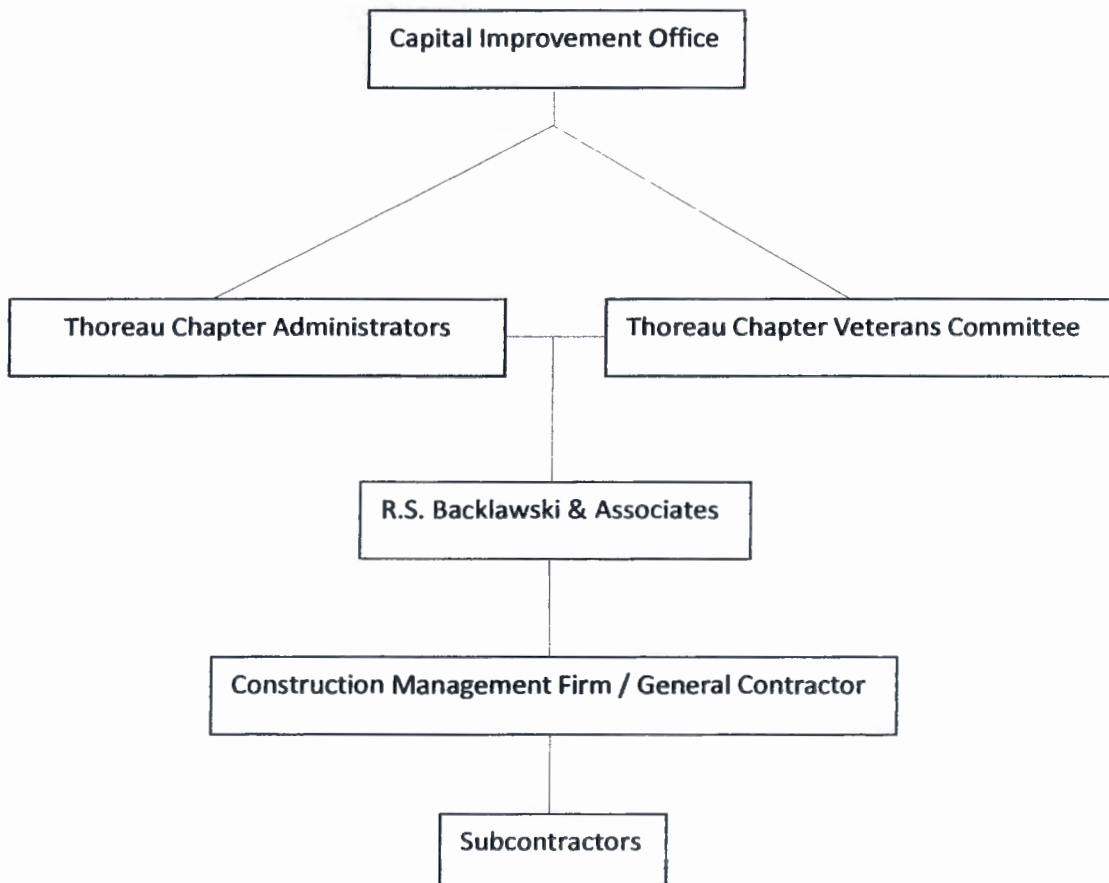 Capital Improvement Office
Thoreau Chapter Administrators
Thoreau Chapter Veterans Committee
R.S. Backlawski & Associates
Construction Management Firm / General Contractor
Subcontractors